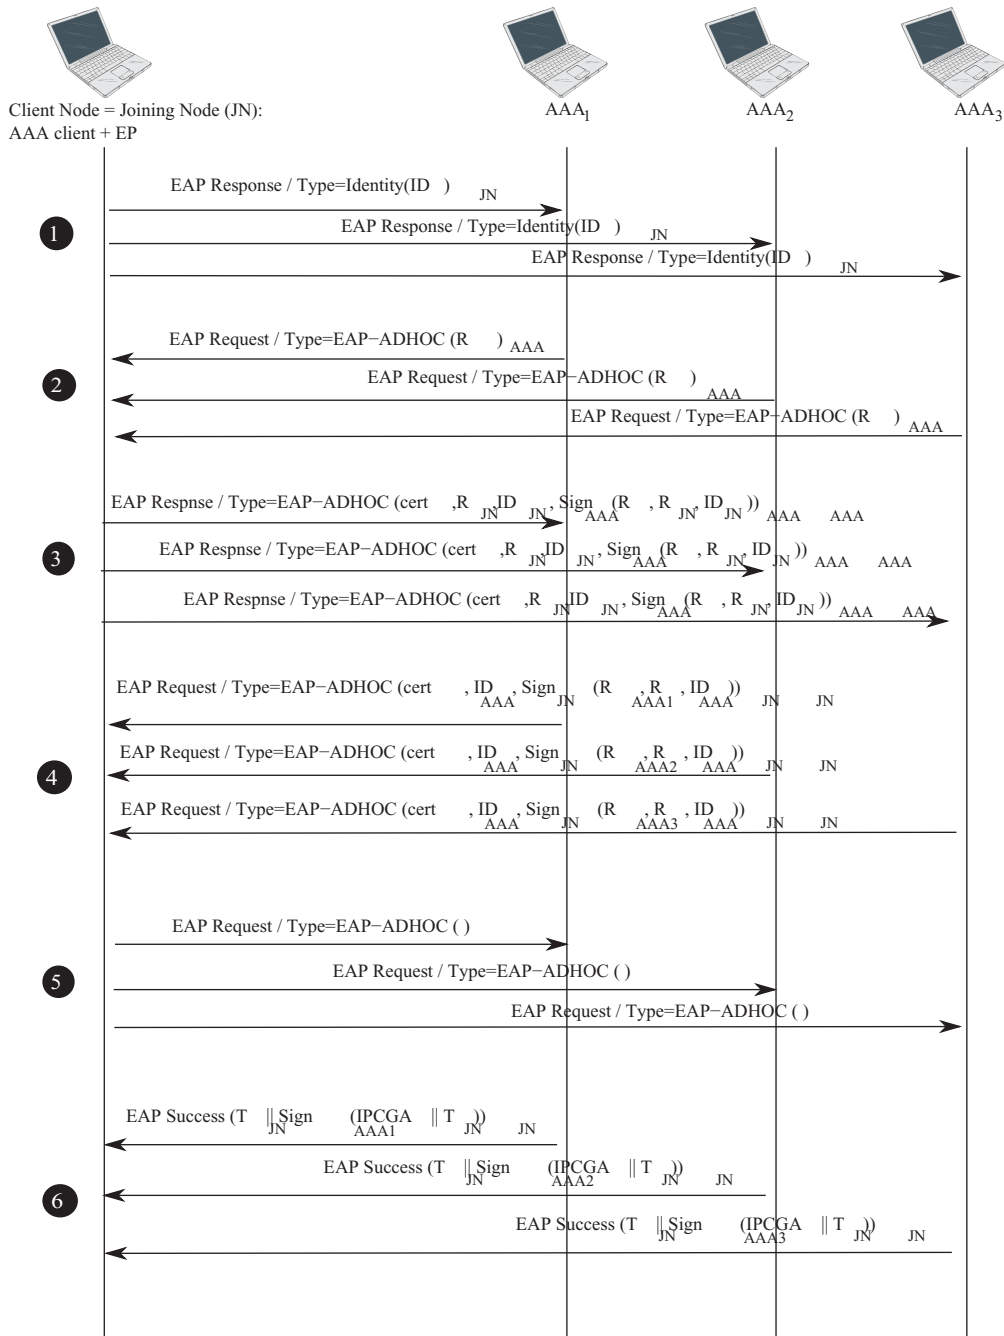 AAA1
AAA2
AAA3
Client Node = Joining Node (JN):
AAA client + EP
EAP Response / Type=Identity(ID JN)
1
EAP Response / Type=Identity(ID JN)
EAP Response / Type=Identity(ID JN)
EAP Request / Type=EAP−ADHOC (R AAA)
2
EAP Request / Type=EAP−ADHOC (R AAA)
EAP Request / Type=EAP−ADHOC (R AAA)
EAP Respnse / Type=EAP−ADHOC (cert JN,R JN,ID AAA, Sign JN(R JN, R AAA, ID AAA))
3
EAP Respnse / Type=EAP−ADHOC (cert JN,R JN,ID AAA, Sign JN(R JN, R AAA, ID AAA))
EAP Respnse / Type=EAP−ADHOC (cert JN,R JN,ID AAA, Sign JN(R JN, R AAA, ID AAA))
EAP Request / Type=EAP−ADHOC (cert AAA, ID JN, Sign AAA1 (R AAA,R JN, ID JN))
EAP Request / Type=EAP−ADHOC (cert AAA, ID JN, Sign AAA2 (R AAA,R JN, ID JN))
4
EAP Request / Type=EAP−ADHOC (cert AAA, ID JN, Sign AAA3 (R AAA,R JN, ID JN))
EAP Request / Type=EAP−ADHOC ( )
5
EAP Request / Type=EAP−ADHOC ( )
EAP Request / Type=EAP−ADHOC ( )
EAP Success (T JN || Sign AAA1 (IPCGA JN || T JN))
EAP Success (T JN || Sign AAA2 (IPCGA JN || T JN))
6
EAP Success (T JN || Sign AAA3 (IPCGA JN || T JN))